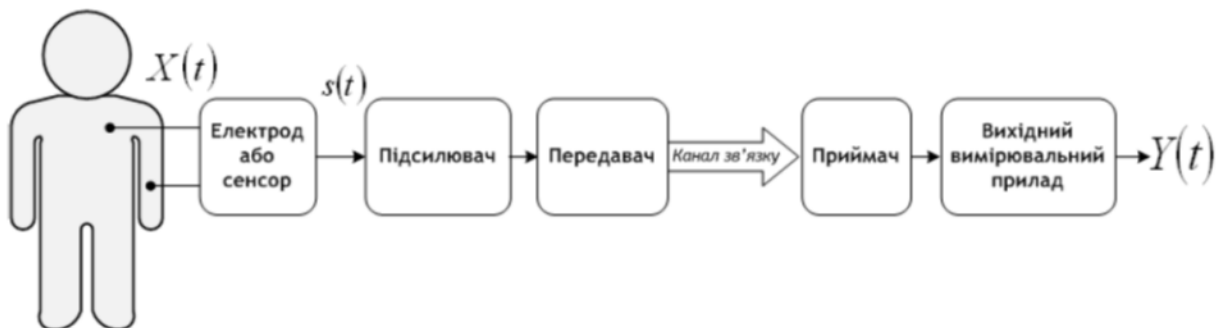 X(t)
s(t)
Електрод
або
сенсор
Підсилювач
Передавач
Канал зв'язку
Приймач
Вихідний
вимірювальний
прилад
Y(t)